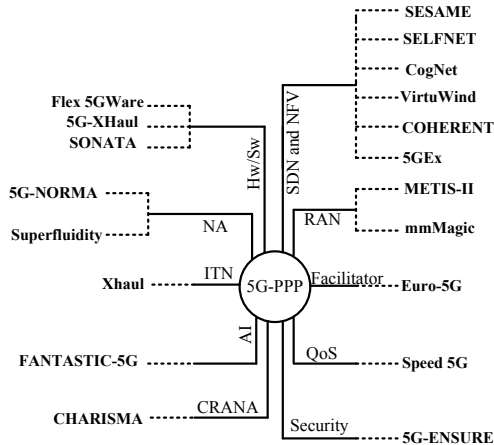 SESAME
SELFNET
CogNet
VirtuWind
COHERENT
5GEx
SDN and NFV
Flex 5GWare
5G-XHaul
SONATA
Hw/Sw
METIS-II
mmMagic
RAN
5G-NORMA
Superfluidity
NA
Xhaul
ITN
5G-PPP
Facilitator
Euro-5G
AI
FANTASTIC-5G
QoS
Speed 5G
CHARISMA
CRANA
Security
5G-ENSURE